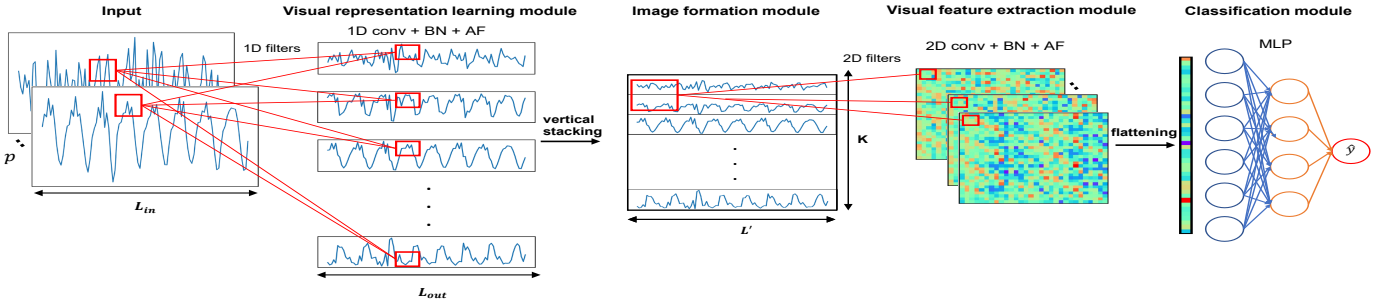 Input
Visual representation learning module
Image formation module
Visual feature extraction module
Classification module
1D filters
1D conv + BN + AF
2D filters
2D conv + BN + AF
MLP
vertical
stacking
K
flattening
ŷ
p
L_in
L_out
L'